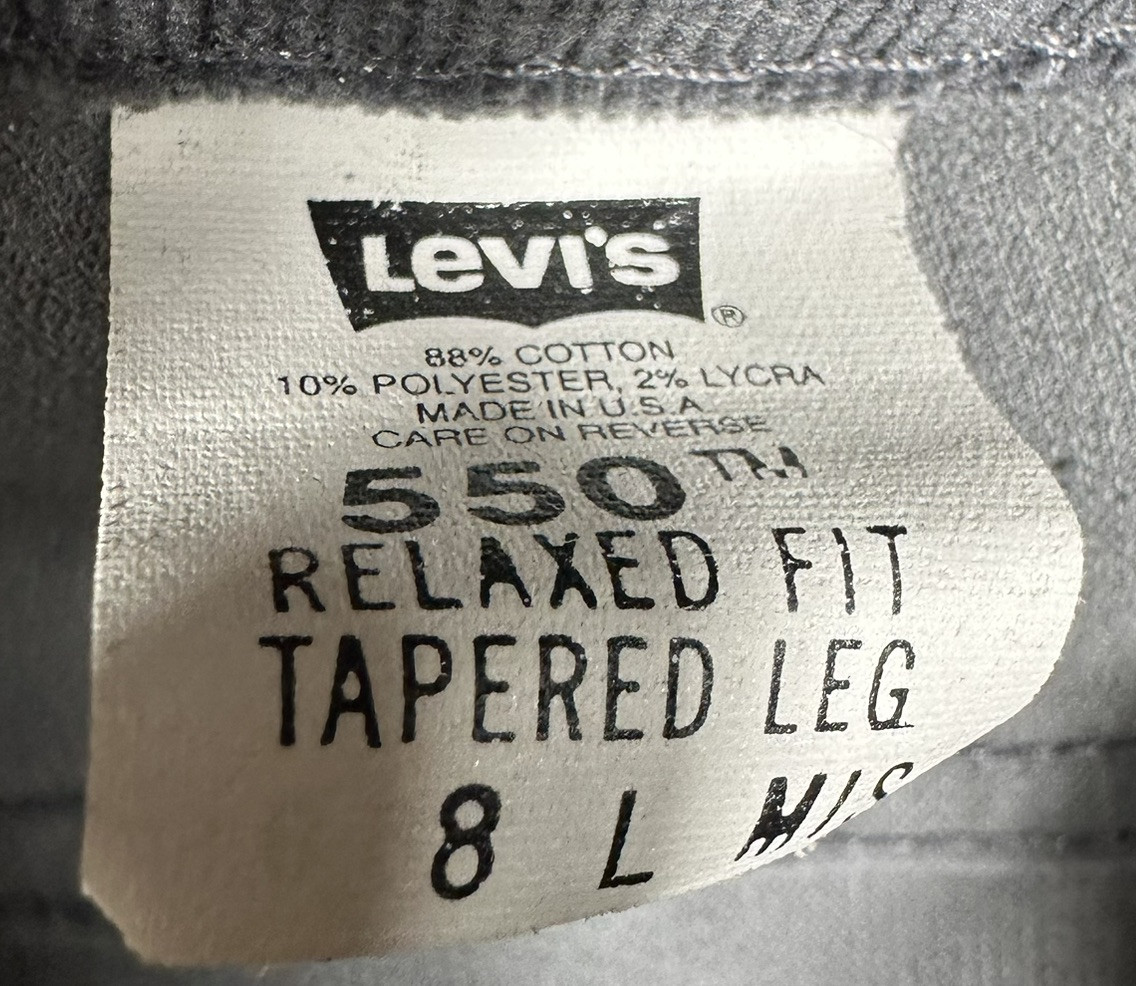 Levi's ®
88% COTTON
10% POLYESTER, 2% LYCRA
MADE IN U.S.A
CARE ON REVERSE
550™
RELAXED FIT
TAPERED LEG
8 L MIS